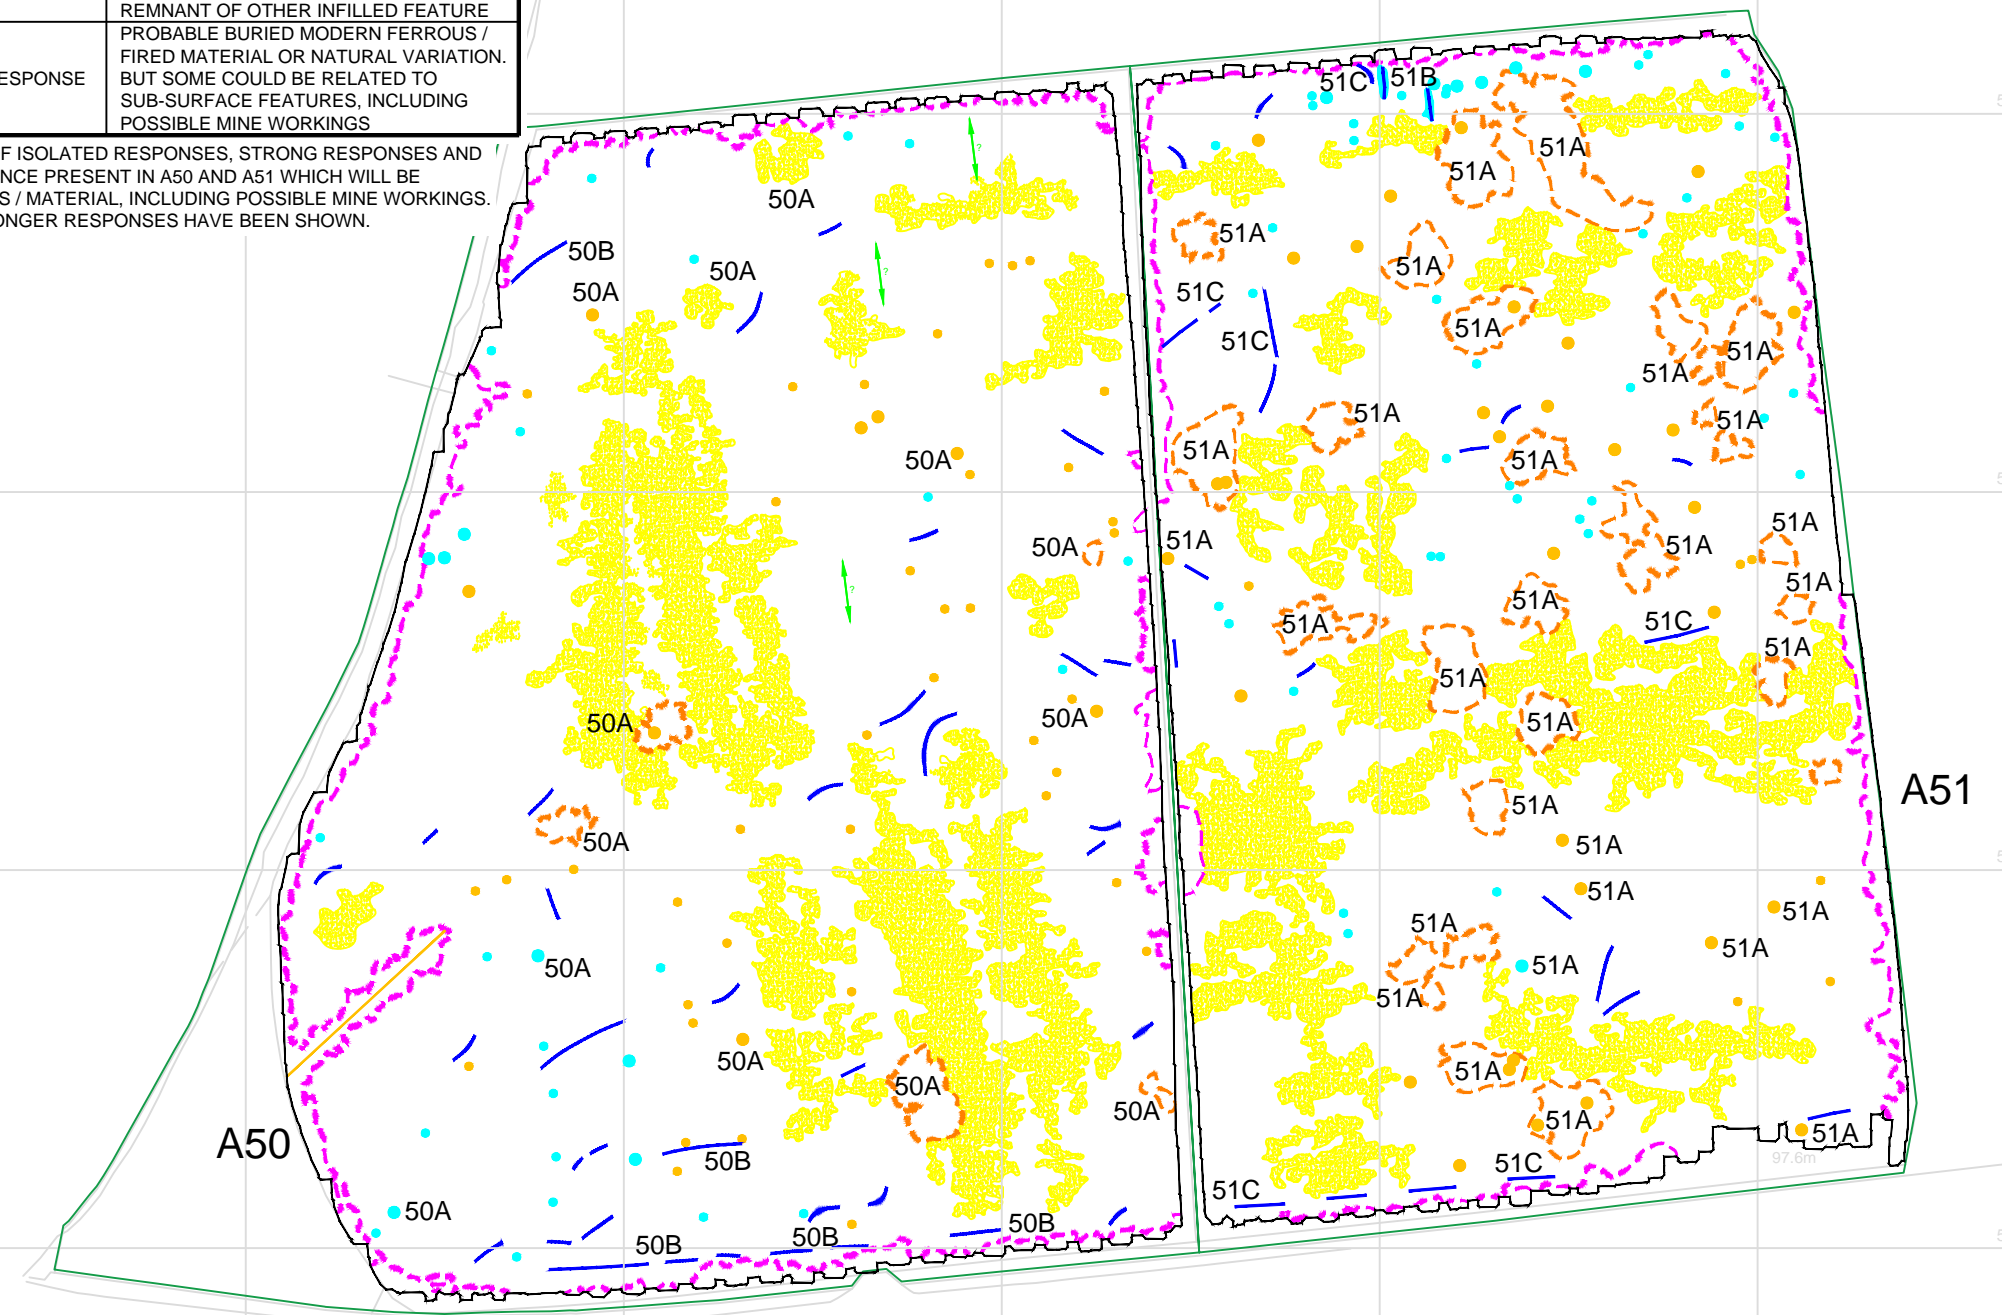 REMNANT OF OTHER INFILLED FEATURE
ESPONSE
PROBABLE BURIED MODERN FERROUS /
FIRED MATERIAL OR NATURAL VARIATION.
BUT SOME COULD BE RELATED TO
SUB-SURFACE FEATURES, INCLUDING
POSSIBLE MINE WORKINGS
F ISOLATED RESPONSES, STRONG RESPONSES AND
NCE PRESENT IN A50 AND A51 WHICH WILL BE
S / MATERIAL, INCLUDING POSSIBLE MINE WORKINGS.
ONGER RESPONSES HAVE BEEN SHOWN.
51C
51B
51A
51A
50A
?
51A
50B
50A
51A
?
50A
51C
51A
51C
51A
51A
51A
51A
51A
50A
51A
51A
51A
50A
51A
51A
?
51A
51A
51A
51C
51A
51A
50A
50A
51A
A51
51A
50A
51A
51A
51A
51A
51A
50A
51A
51A
50A
51A
50A
50A
51A
51A
A50
97.6m
50B
51C
51C
50A
50B
50B
50B